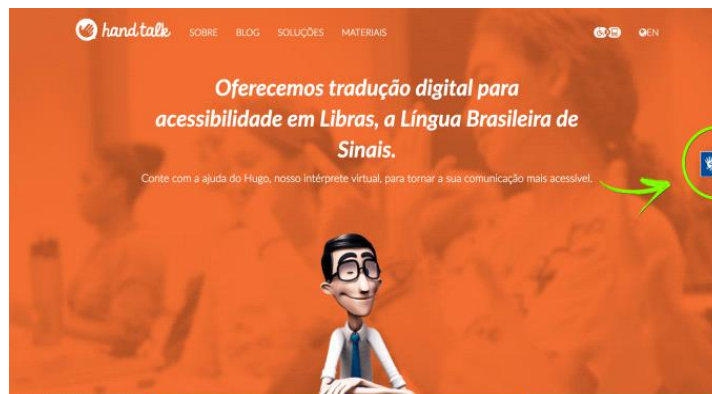 hand talk SOBRE BLOG SOLUÇÕES MATERIAIS EN
Oferecemos tradução digital para
acessibilidade em Libras, a Língua Brasileira de
Sinais.
Conte com a ajuda do Hugo, nosso intérprete virtual, para tornar a sua comunicação mais acessível.